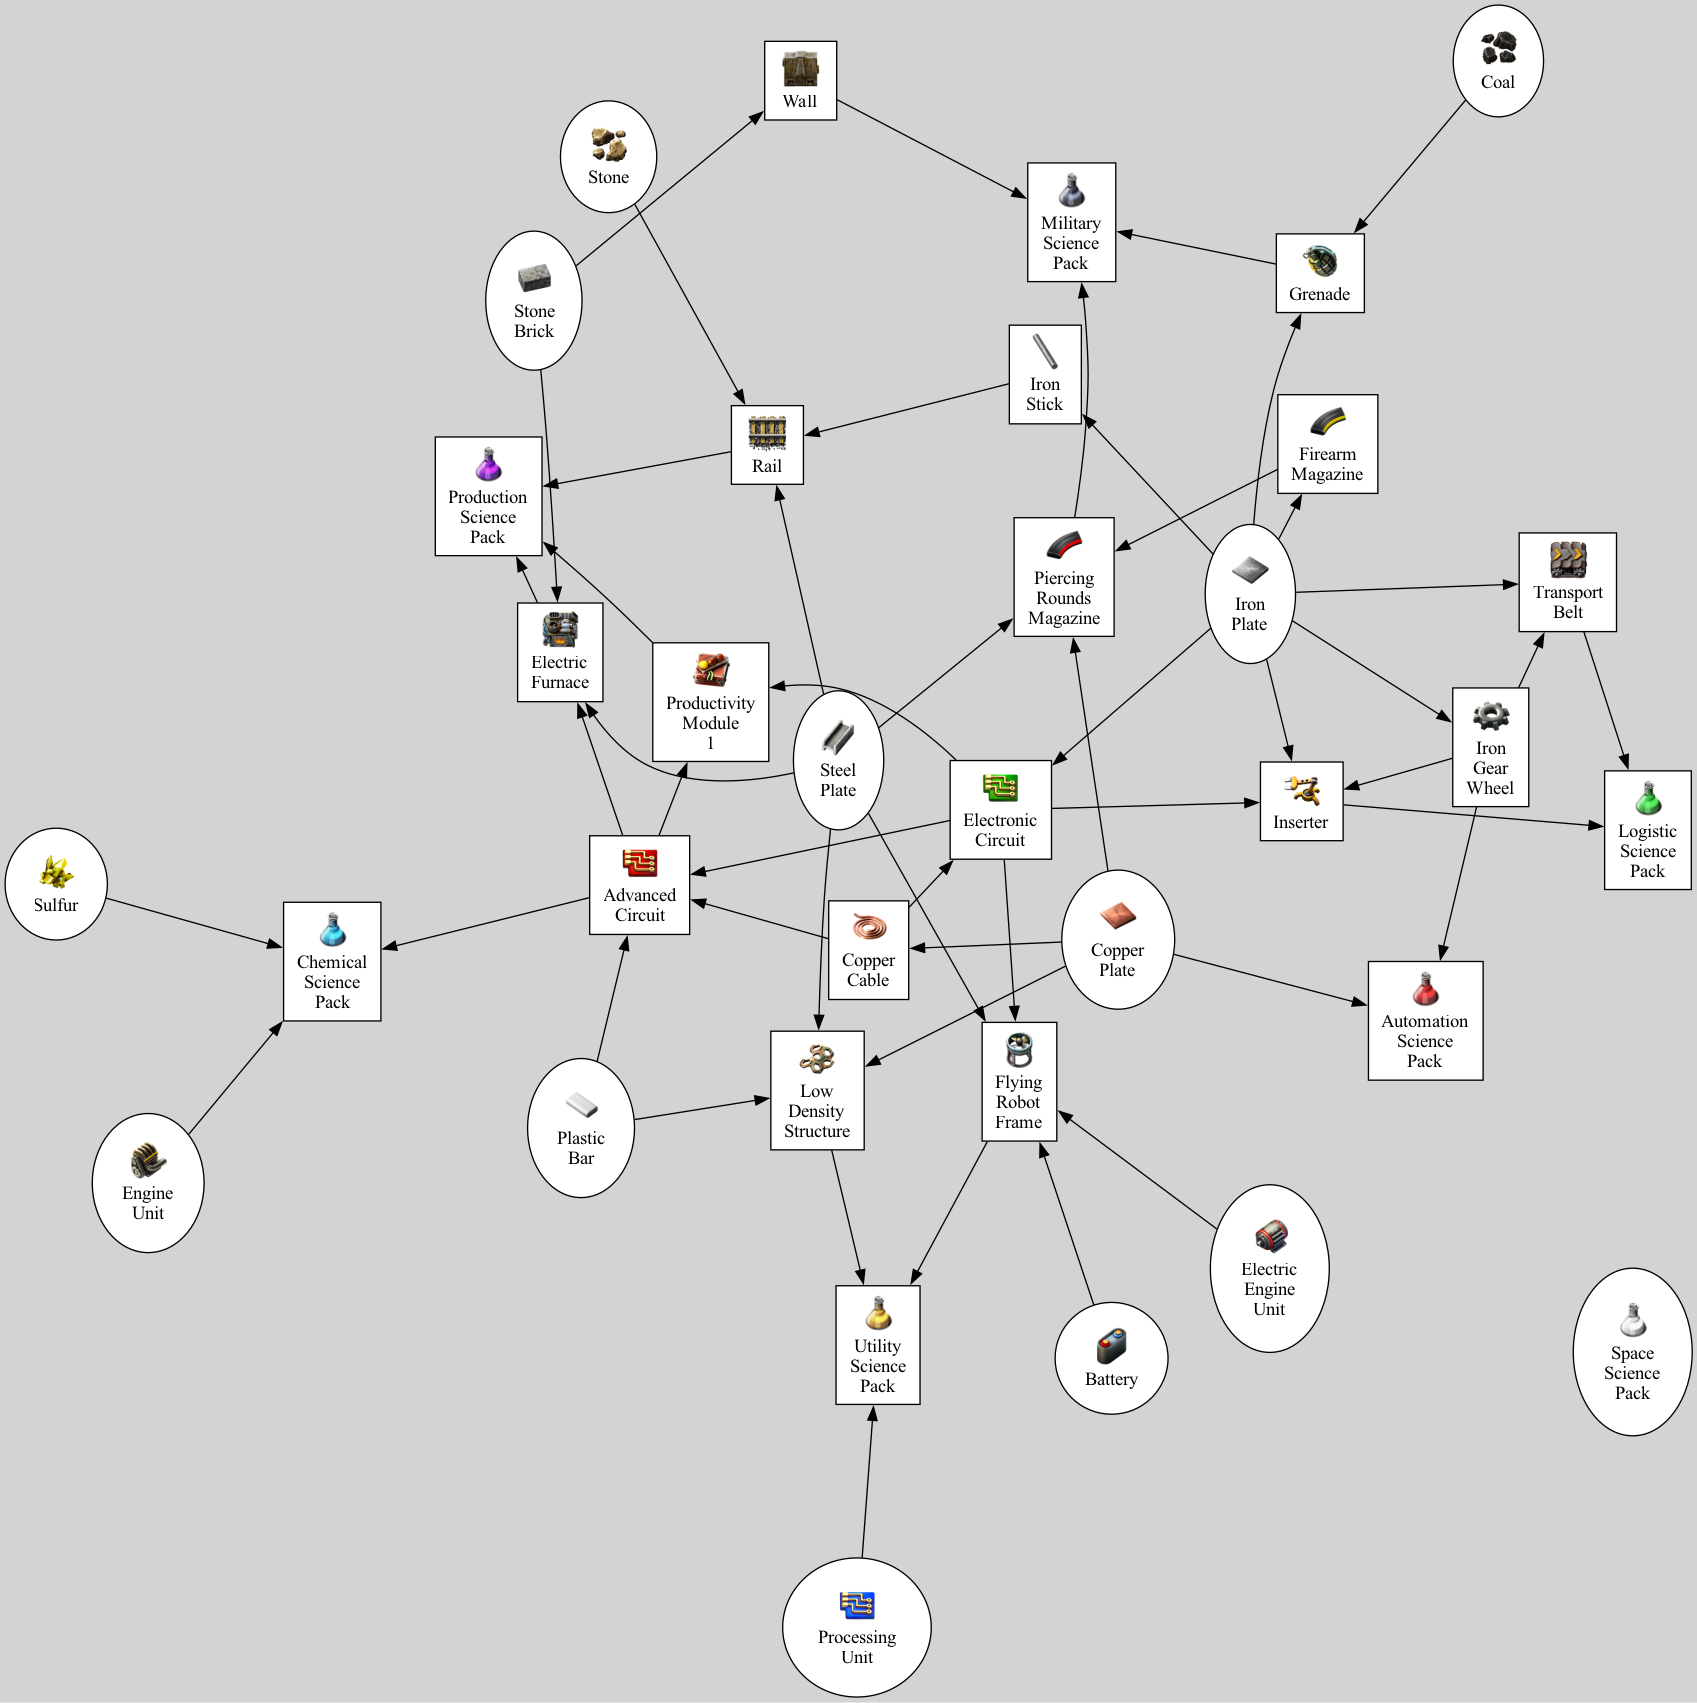 Coal
Wall
Stone
Military
Science
Pack
Grenade
Stone
Brick
Iron
Stick
Rail
Firearm
Magazine
Production
Science
Pack
Piercing
Rounds
Magazine
Iron
Plate
Transport
Belt
Electric
Furnace
Productivity
Module
1
Steel
Plate
Iron
Gear
Wheel
Electronic
Circuit
Inserter
Logistic
Science
Pack
Sulfur
Advanced
Circuit
Chemical
Science
Pack
Copper
Cable
Copper
Plate
Automation
Science
Pack
Low
Density
Structure
Flying
Robot
Frame
Plastic
Bar
Engine
Unit
Electric
Engine
Unit
Utility
Science
Pack
Battery
Space
Science
Pack
Processing
Unit